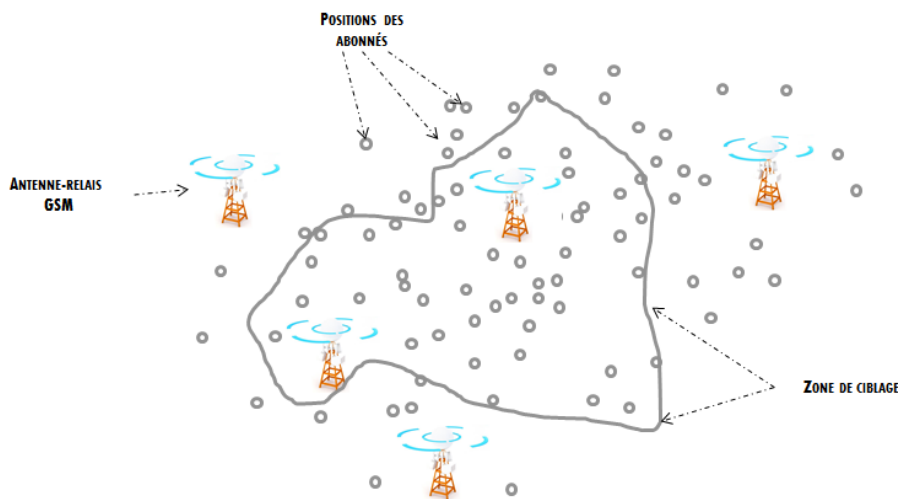 POSITIONS DES
ABONNÉS
ANTENNE-RELAIS
GSM
ZONE DE CIBLAGE